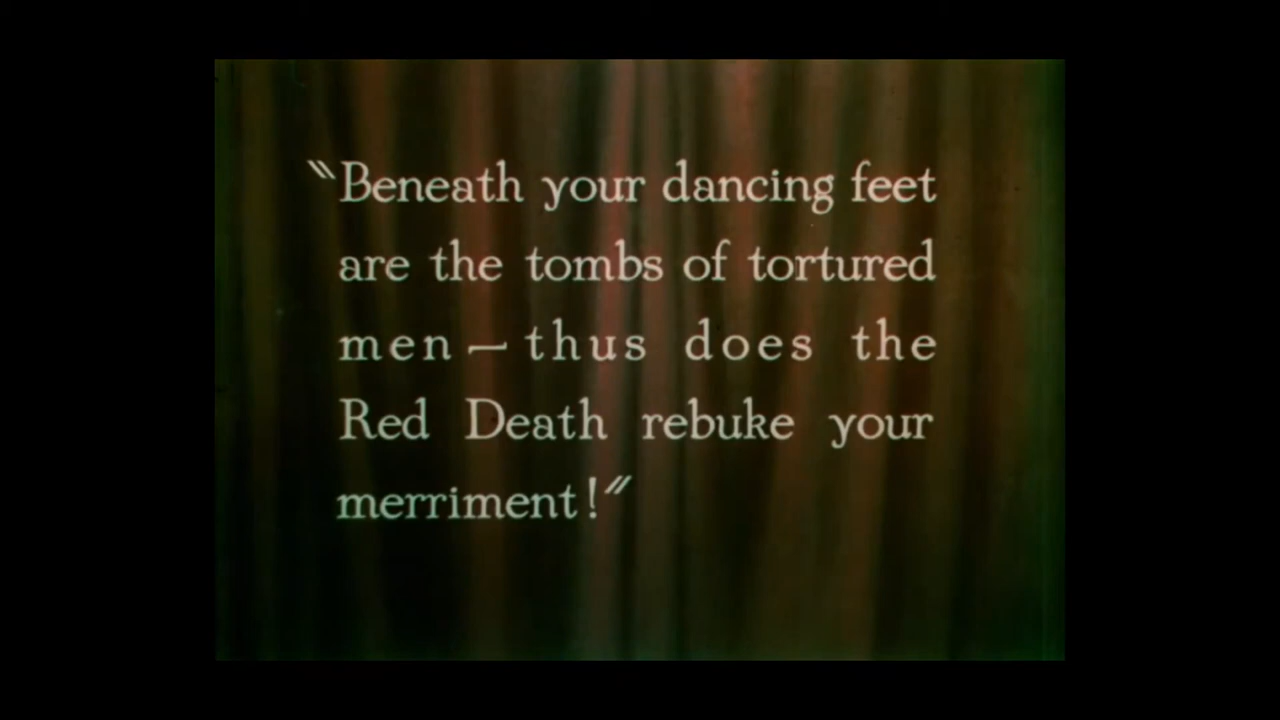 "Beneath your dancing feet
are the tombs of tortured
men — thus does the
Red Death rebuke your
merriment!"